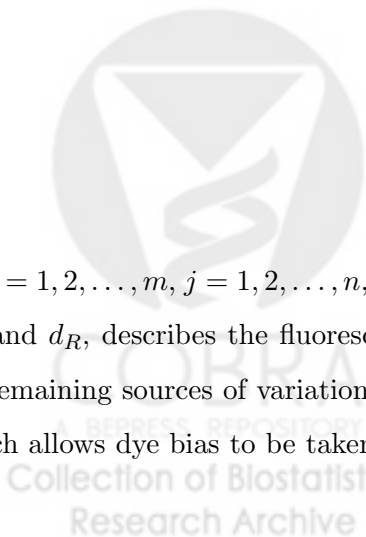 = 1, 2, . . . , m, j = 1, 2, . . . , n,
and d_R, describes the fluoresc
COBRA
emaining sources of variation
A BEPRESS REPOSITORY
ch allows dye bias to be taken
Collection of Biostatist
Research Archive